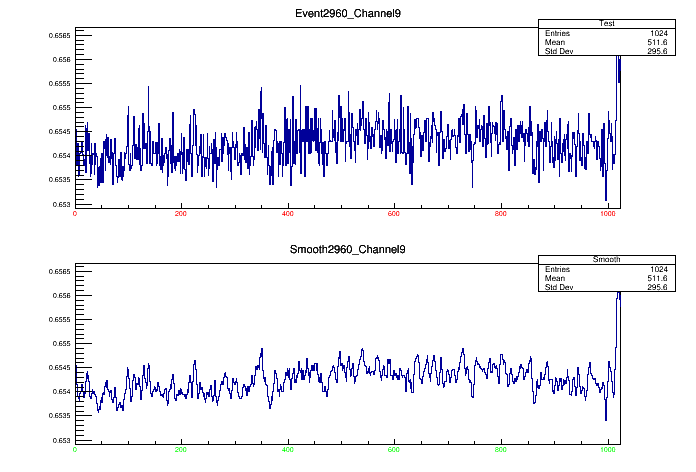 Event2960_Channel9
Test
Entries 1024
Mean 511.6
Std Dev 295.6
0.6565
0.656
0.6555
0.655
0.6545
0.654
0.6535
0.653
0 200 400 600 800 1000
Smooth2960_Channel9
Smooth
Entries 1024
Mean 511.6
Std Dev 295.6
0.6565
0.656
0.6555
0.655
0.6545
0.654
0.6535
0.653
0 200 400 600 800 1000